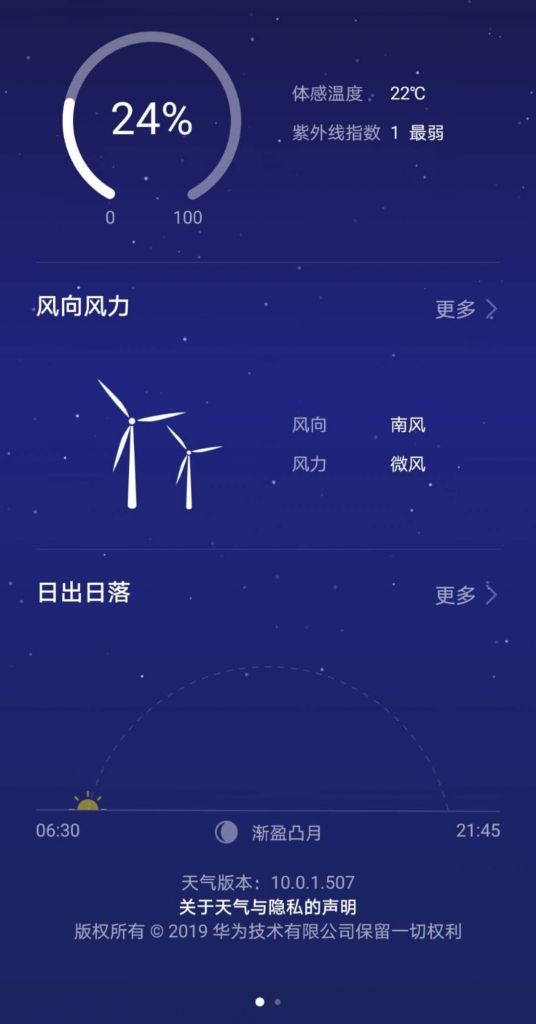 24%
0 100
体感温度 22℃
紫外线指数 1 最弱
风向风力 更多
风向 南风
风力 微风
日出日落 更多
06:30 渐盈凸月 21:45
天气版本：10.0.1.507
关于天气与隐私的声明
版权所有 © 2019 华为技术有限公司保留一切权利